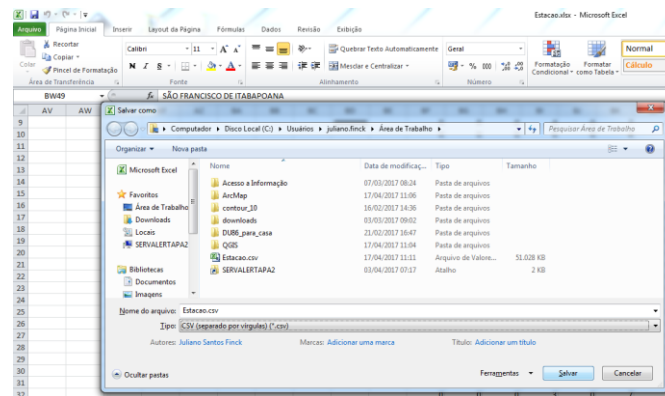 Estacao.xlsx - Microsoft Excel
Arquivo Página Inicial Inserir Layout da Página Fórmulas Dados Revisão Exibição
Colar
Recortar
Copiar
Pincel de Formatação
Área de Transferência
Calibri 11
N I S
Fonte
Quebrar Texto Automaticamente
Mesclar e Centralizar
Alinhamento
Geral
% 000
Número
Formatação Condicional
Formatar como Tabela
Normal
Cálculo
BW49 fx SÃO FRANCISCO DE ITABAPOANA
AV AW
9
10
11
12
13
14
15
16
17
18
19
20
21
22
23
24
25
26
27
28
29
30
31
32
Salvar como
Computador Disco Local (C:) Usuários juliano.finck Área de Trabalho
Pesquisar Área de Trabalho
Organizar Nova pasta
Microsoft Excel
Favoritos
Área de Trabalho
Downloads
Locais
SERVALERTAPA2
Bibliotecas
Documentos
Imagens
Nome Data de modificaç... Tipo Tamanho
Acesso a Informação 07/03/2017 08:24 Pasta de arquivos
ArcMap 17/04/2017 11:06 Pasta de arquivos
contour_10 16/02/2017 14:36 Pasta de arquivos
downloads 03/03/2017 09:02 Pasta de arquivos
DUB6_para_casa 21/02/2017 16:47 Pasta de arquivos
QGIS 17/04/2017 11:04 Pasta de arquivos
Estacao.csv 17/04/2017 11:11 Arquivo de Valore... 51.028 KB
SERVALERTAPA2 03/04/2017 07:17 Atalho 2 KB
Nome do arquivo: Estacao.csv
Tipo: CSV (separado por vírgulas) (*.csv)
Autores: Juliano Santos Finck Marcas: Adicionar uma marca Título: Adicionar um título
Ocultar pastas Ferramentas Salvar Cancelar